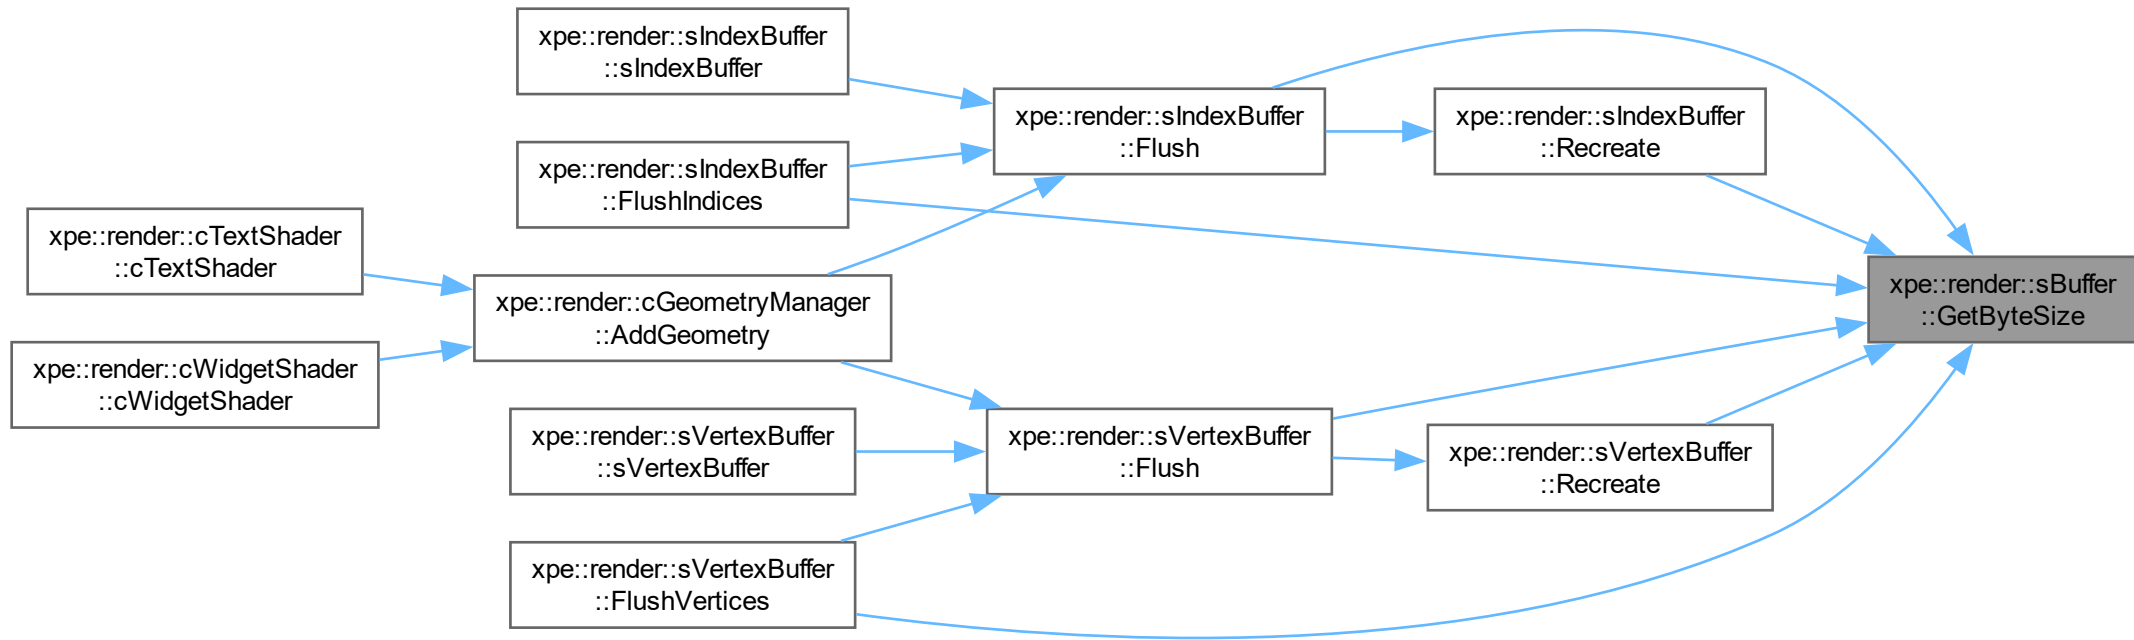 xpe::render::sIndexBuffer
::sIndexBuffer
xpe::render::sIndexBuffer
::Flush
xpe::render::sIndexBuffer
::Recreate
xpe::render::sIndexBuffer
::FlushIndices
xpe::render::cTextShader
::cTextShader
xpe::render::sBuffer
::GetByteSize
xpe::render::cGeometryManager
::AddGeometry
xpe::render::cWidgetShader
::cWidgetShader
xpe::render::sVertexBuffer
::sVertexBuffer
xpe::render::sVertexBuffer
::Flush
xpe::render::sVertexBuffer
::Recreate
xpe::render::sVertexBuffer
::FlushVertices